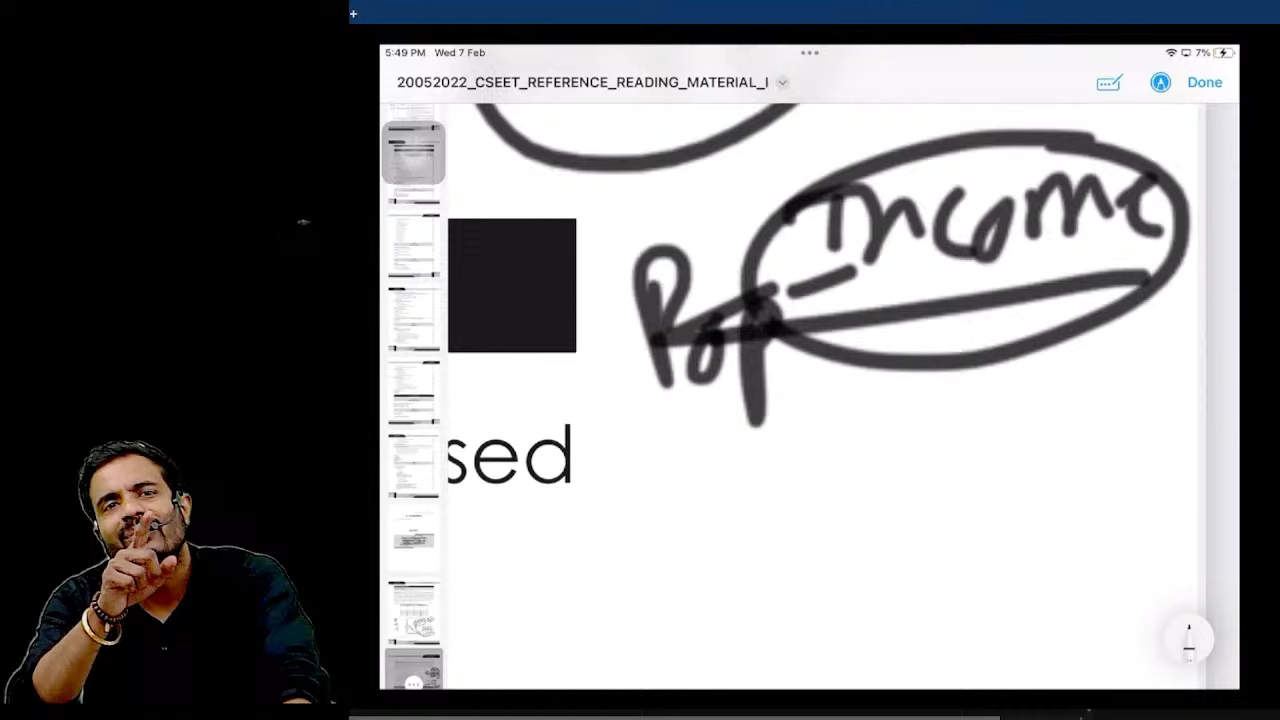 5:49 PM Wed 7 Feb
7%
20052022_CSEET_REFERENCE_READING_MATERIAL_I
Done
Income
Pop
sed